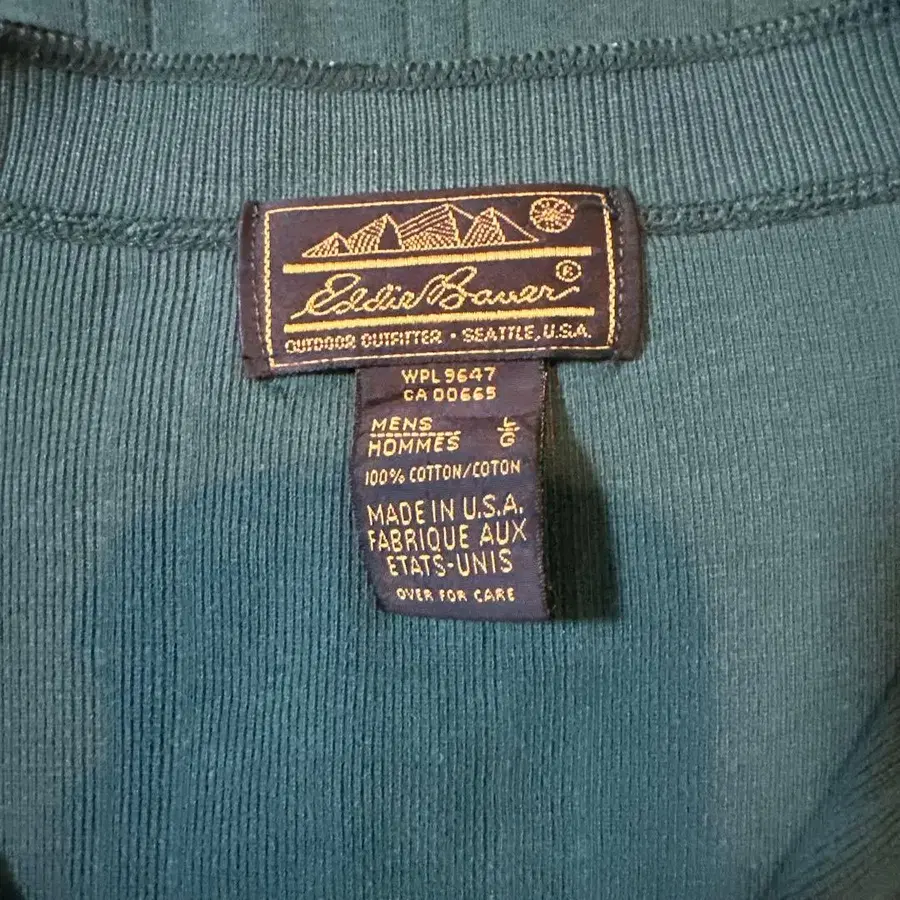 Eddie Bauer®
OUTDOOR OUTFITTER • SEATTLE, U.S.A.
WPL 9647
CA 00665
MENS L
HOMMES G
100% COTTON/COTON
MADE IN U.S.A.
FABRIQUE AUX
ETATS-UNIS
OVER FOR CARE